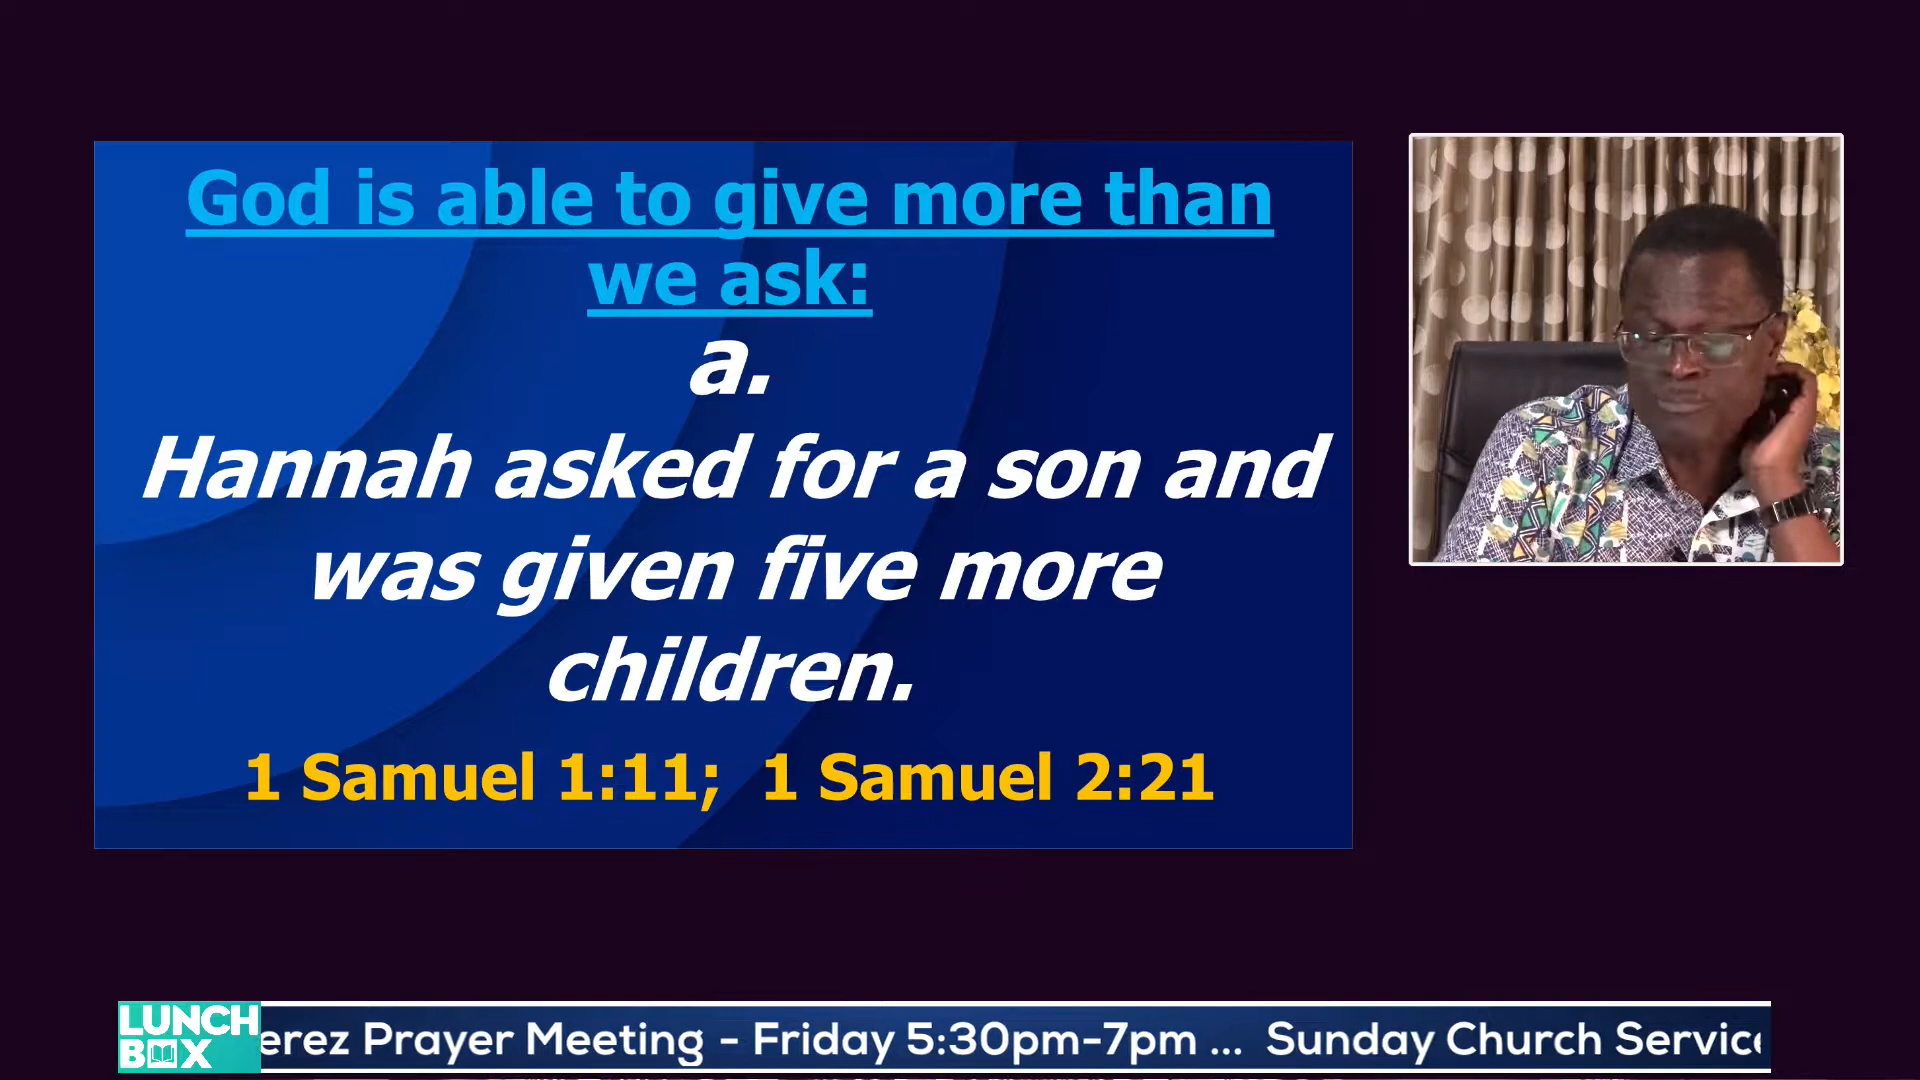 God is able to give more than
we ask:
a.
Hannah asked for a son and
was given five more
children.
1 Samuel 1:11; 1 Samuel 2:21
LUNCH
BOX
erez Prayer Meeting - Friday 5:30pm-7pm ... Sunday Church Service